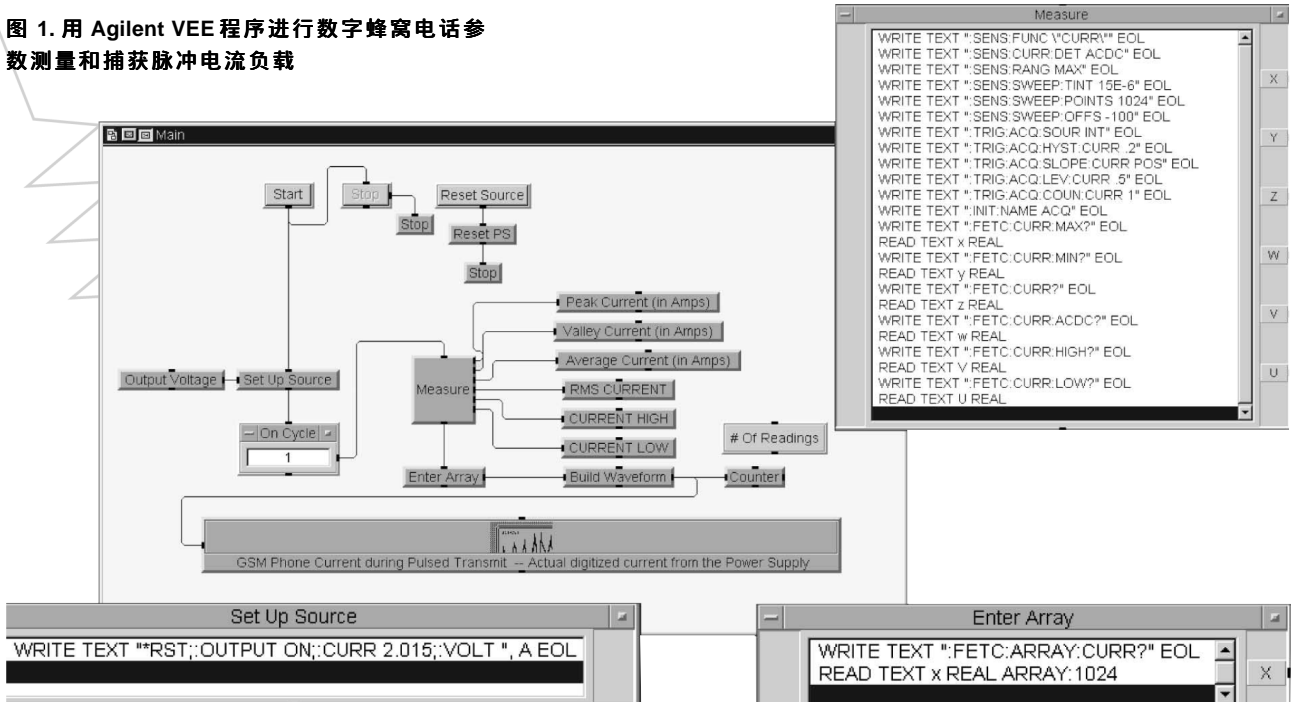 图 1. 用 Agilent VEE 程序进行数字蜂窝电话参
数测量和捕获脉冲电流负载
Measure
WRITE TEXT ":SENS:FUNC \"CURR\"" EOL
WRITE TEXT ":SENS:CURR:DET ACDC" EOL
WRITE TEXT ":SENS:RANG MAX" EOL
WRITE TEXT ":SENS:SWEEP:TINT 15E-6" EOL
WRITE TEXT ":SENS:SWEEP:POINTS 1024" EOL
WRITE TEXT ":SENS:SWEEP:OFFS -100" EOL
WRITE TEXT ":TRIG:ACQ:SOUR INT" EOL
WRITE TEXT ":TRIG:ACQ:HYST:CURR .2" EOL
WRITE TEXT ":TRIG:ACQ:SLOPE:CURR POS" EOL
WRITE TEXT ":TRIG:ACQ:LEV:CURR .5" EOL
WRITE TEXT ":TRIG:ACQ:COUN:CURR 1" EOL
WRITE TEXT ":INIT:NAME ACQ" EOL
WRITE TEXT ":FETC:CURR:MAX?" EOL
READ TEXT x REAL
WRITE TEXT ":FETC:CURR:MIN?" EOL
READ TEXT y REAL
WRITE TEXT ":FETC:CURR?" EOL
READ TEXT z REAL
WRITE TEXT ":FETC:CURR:ACDC?" EOL
READ TEXT w REAL
WRITE TEXT ":FETC:CURR:HIGH?" EOL
READ TEXT V REAL
WRITE TEXT ":FETC:CURR:LOW?" EOL
READ TEXT U REAL
X
Y
Z
W
V
U
Main
Start
Stop
Reset Source
Stop
Reset PS
Stop
Peak Current (in Amps)
Valley Current (in Amps)
Average Current (in Amps)
Output Voltage
Set Up Source
Measure
RMS CURRENT
CURRENT HIGH
CURRENT LOW
On Cycle
1
# Of Readings
Enter Array
Build Waveform
Counter
GSM Phone Current during Pulsed Transmit -- Actual digitized current from the Power Supply
Set Up Source
WRITE TEXT "*RST;:OUTPUT ON;:CURR 2.015;:VOLT ", A EOL
Enter Array
WRITE TEXT ":FETC:ARRAY:CURR?" EOL
READ TEXT x REAL ARRAY:1024
X